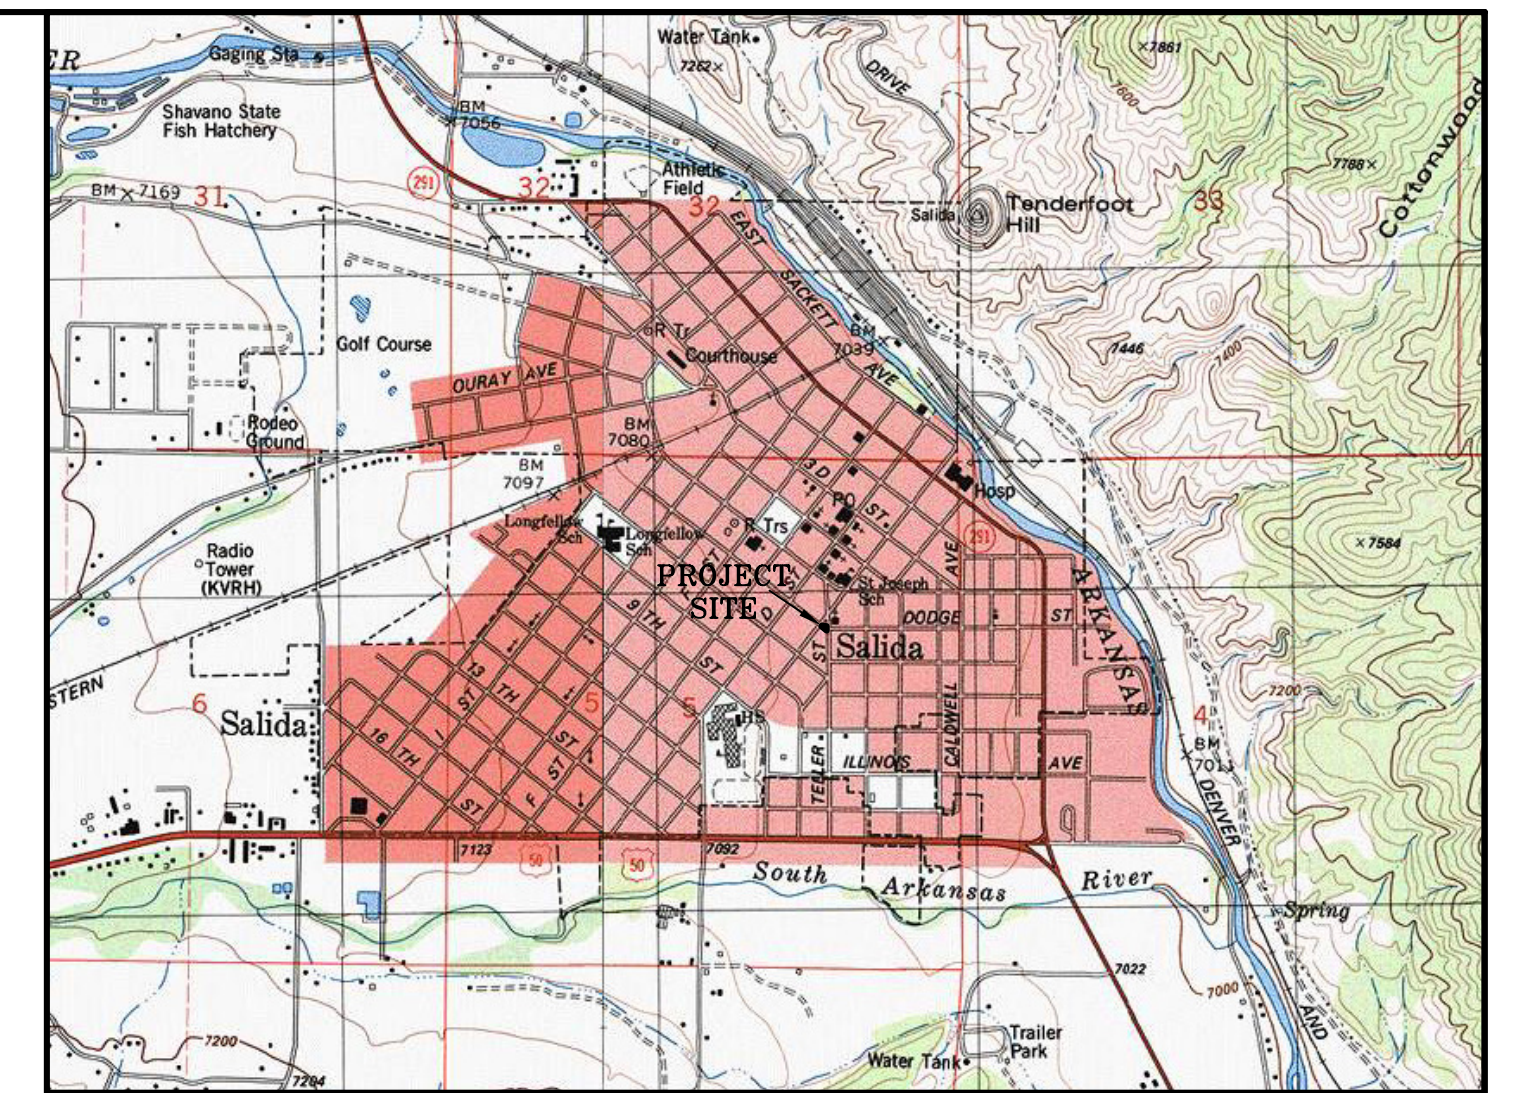 ER
Gaging Sta
Water Tank
7262
7861
DRIVE
7600
Cottonwood
Shavano State
Fish Hatchery
BM
7056
7788
BM 7169
31
291
32
Athletic
Field
32
Salida
Tenderfoot
Hill
33
EAST
SACKETT
AVE
BM
7039
R Tr
Courthouse
Golf Course
7446
7400
OURAY AVE
Rodeo
Ground
BM
7080
BM
7097
3D
ST
PO
Hosp
R Trs
291
Longfellow
Sch
Longfellow
Sch
7584
Radio
Tower
(KVRH)
ST
AVE
PROJECT
SITE
St Joseph
Sch
D
ST
9 TH
ST
DODGE
ST
ARKANSAS
Salida
STERN
6
13
TH
ST
5
5
HS
4
7200
Salida
I
ST
16
TH
ST
F
ST
TELLER
ILLINOIS
CALDWELL
AVE
BM
7011
DENVER
7123
50
50
7092
South
Arkansas
River
Spring
7022
7000
AND
7200
7204
Trailer
Park
Water Tank